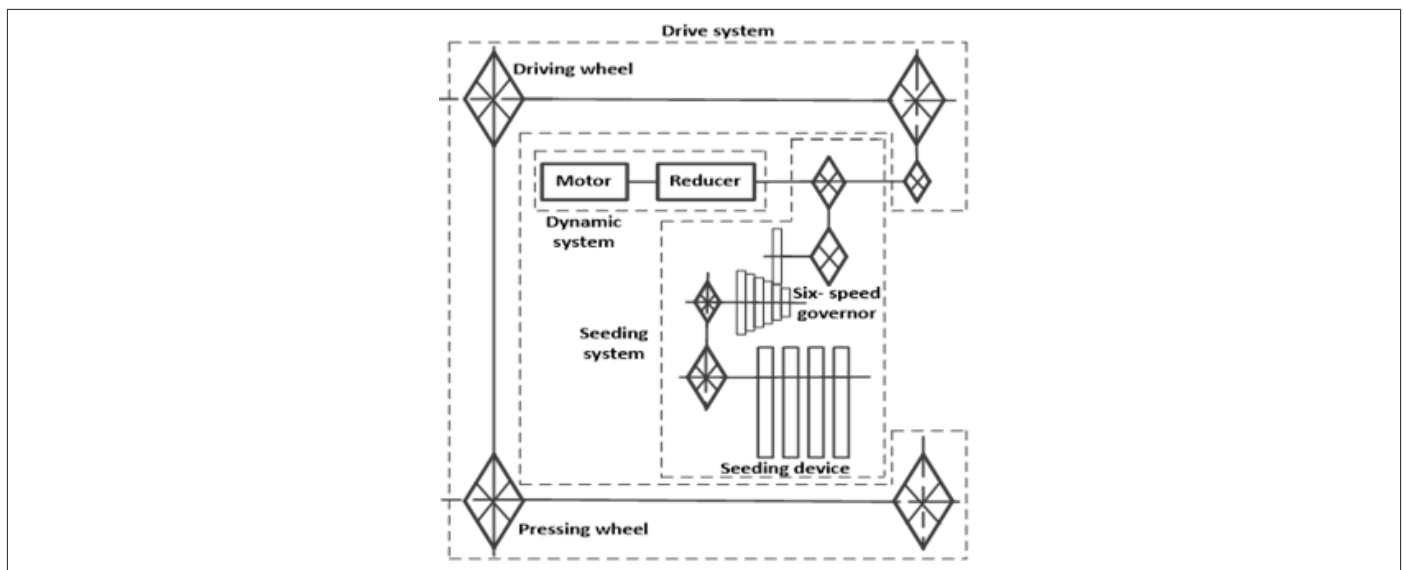 Drive system
Driving wheel
Motor
Reducer
Dynamic
system
Six- speed
governor
Seeding
system
Seeding device
Pressing wheel